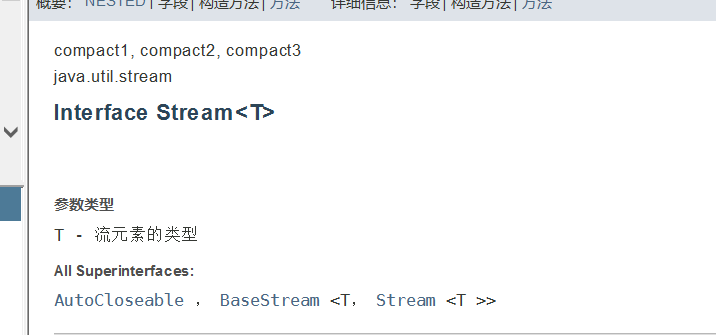 概要： NESTED | 字段 | 构造方法 | 方法 详细信息： 字段 | 构造方法 | 方法
compact1, compact2, compact3
java.util.stream
Interface Stream<T>
参数类型
T - 流元素的类型
All Superinterfaces:
AutoCloseable ， BaseStream <T， Stream <T >>